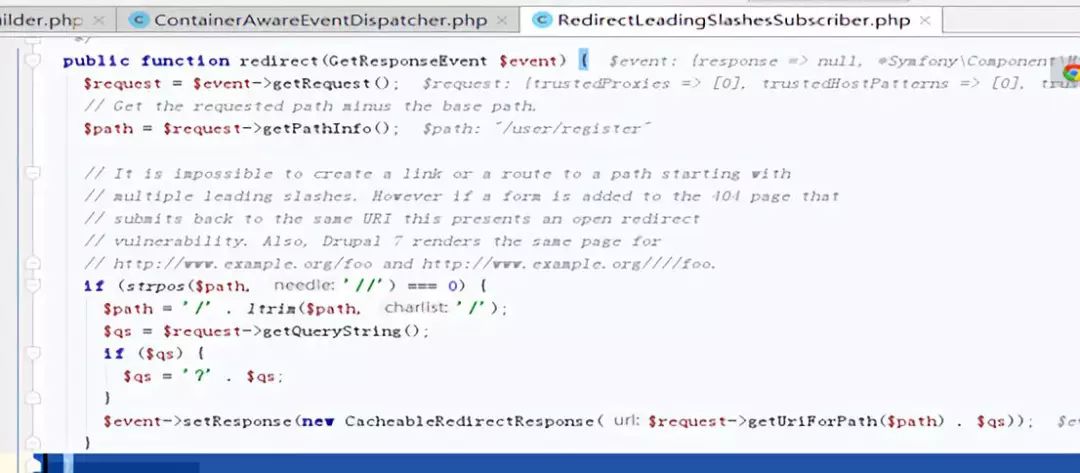 ilder.php × ContainerAwareEventDispatcher.php × RedirectLeadingSlashesSubscriber.php ×
*/
public function redirect(GetResponseEvent $event) { $event: {response => null, *Symfony\Component\H
$request = $event->getRequest(); $request: {trustedProxies => [0], trustedHostPatterns => [0], trus
// Get the requested path minus the base path.
$path = $request->getPathInfo(); $path: "/user/register"
// It is impossible to create a link or a route to a path starting with
// multiple leading slashes. However if a form is added to the 404 page that
// submits back to the same URI this presents an open redirect
// vulnerability. Also, Drupal 7 renders the same page for
// http://www.example.org/foo and http://www.example.org////foo.
if (strpos($path, needle: '//') === 0) {
$path = '/' . ltrim($path, charlist: '/');
$qs = $request->getQueryString();
if ($qs) {
$qs = '?' . $qs;
}
$event->setResponse(new CacheableRedirectResponse( url: $request->getUriForPath($path) . $qs)); $e
}